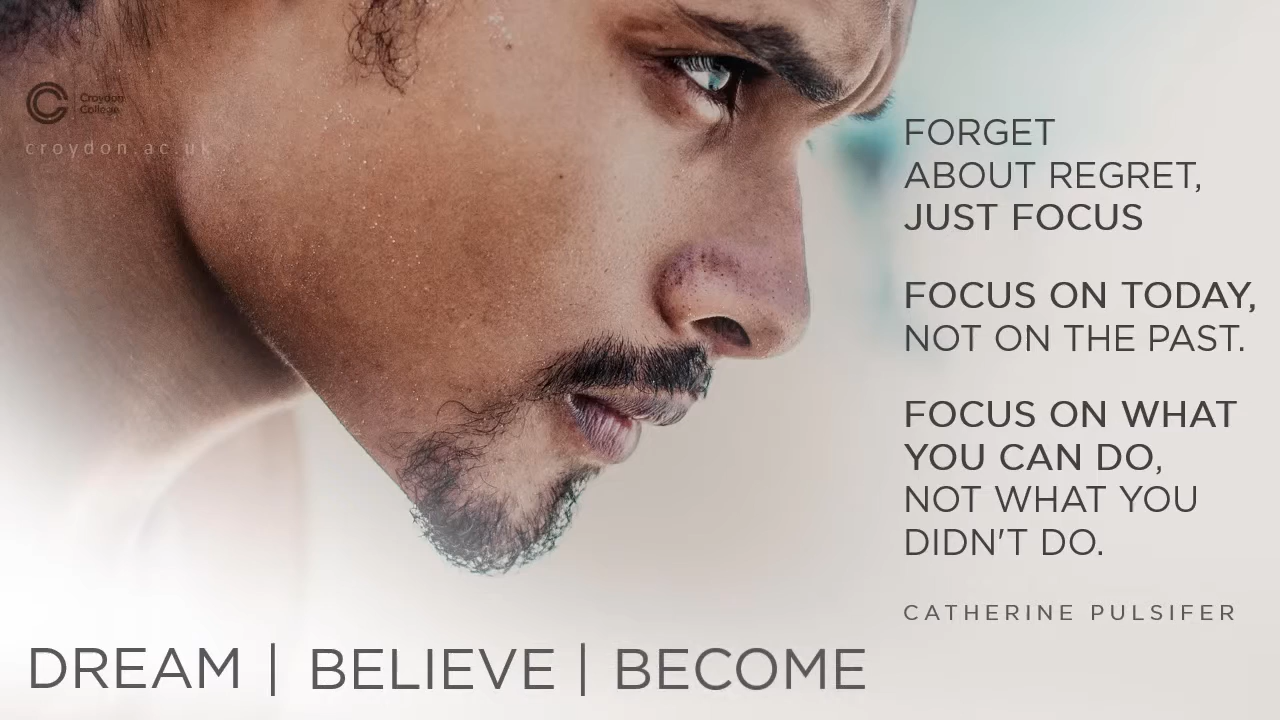 Croydon
College
croydon.ac.uk
FORGET
ABOUT REGRET,
JUST FOCUS
FOCUS ON TODAY,
NOT ON THE PAST.
FOCUS ON WHAT
YOU CAN DO,
NOT WHAT YOU
DIDN'T DO.
CATHERINE PULSIFER
DREAM | BELIEVE | BECOME